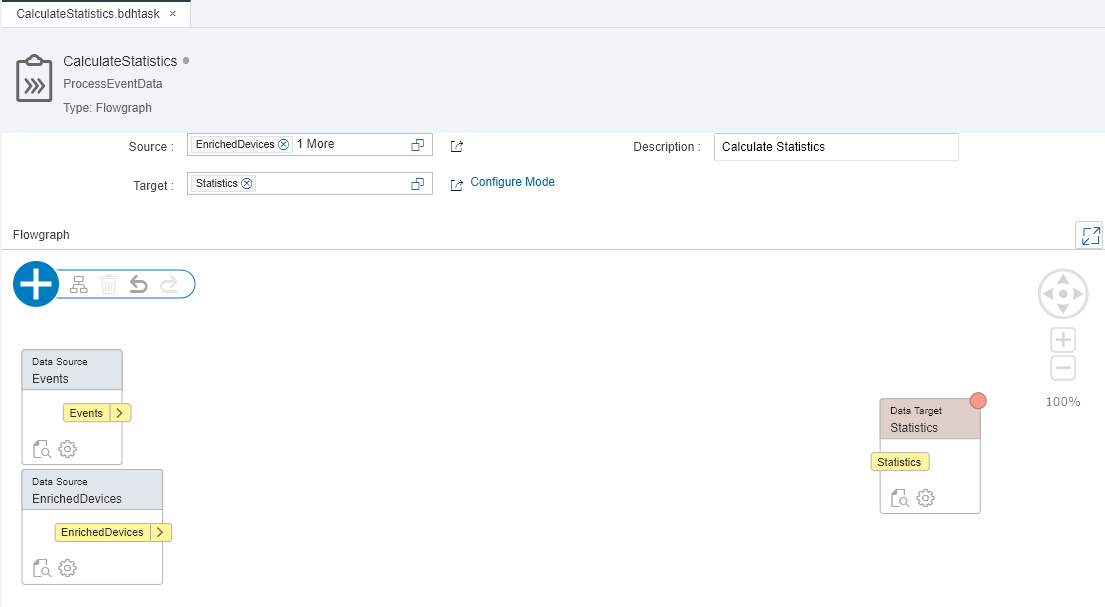 CalculateStatistics.bdhtask ×
CalculateStatistics
ProcessEventData
Type: Flowgraph
Source : EnrichedDevices 1 More
Description : Calculate Statistics
Target : Statistics
Configure Mode
Flowgraph
100%
Data Source
Events
Events
Data Source
EnrichedDevices
EnrichedDevices
Data Target
Statistics
Statistics